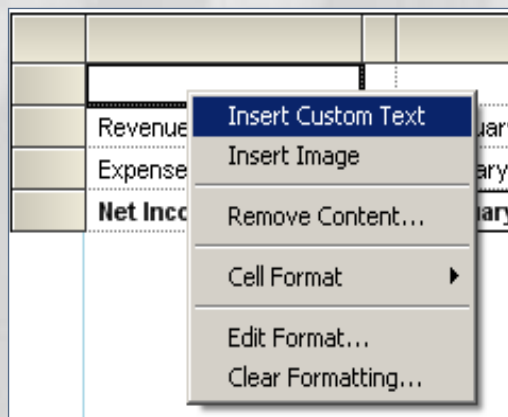 Insert Custom Text
Revenue
Insert Image
Expense
Net Inco
Remove Content...
Cell Format
Edit Format...
Clear Formatting...